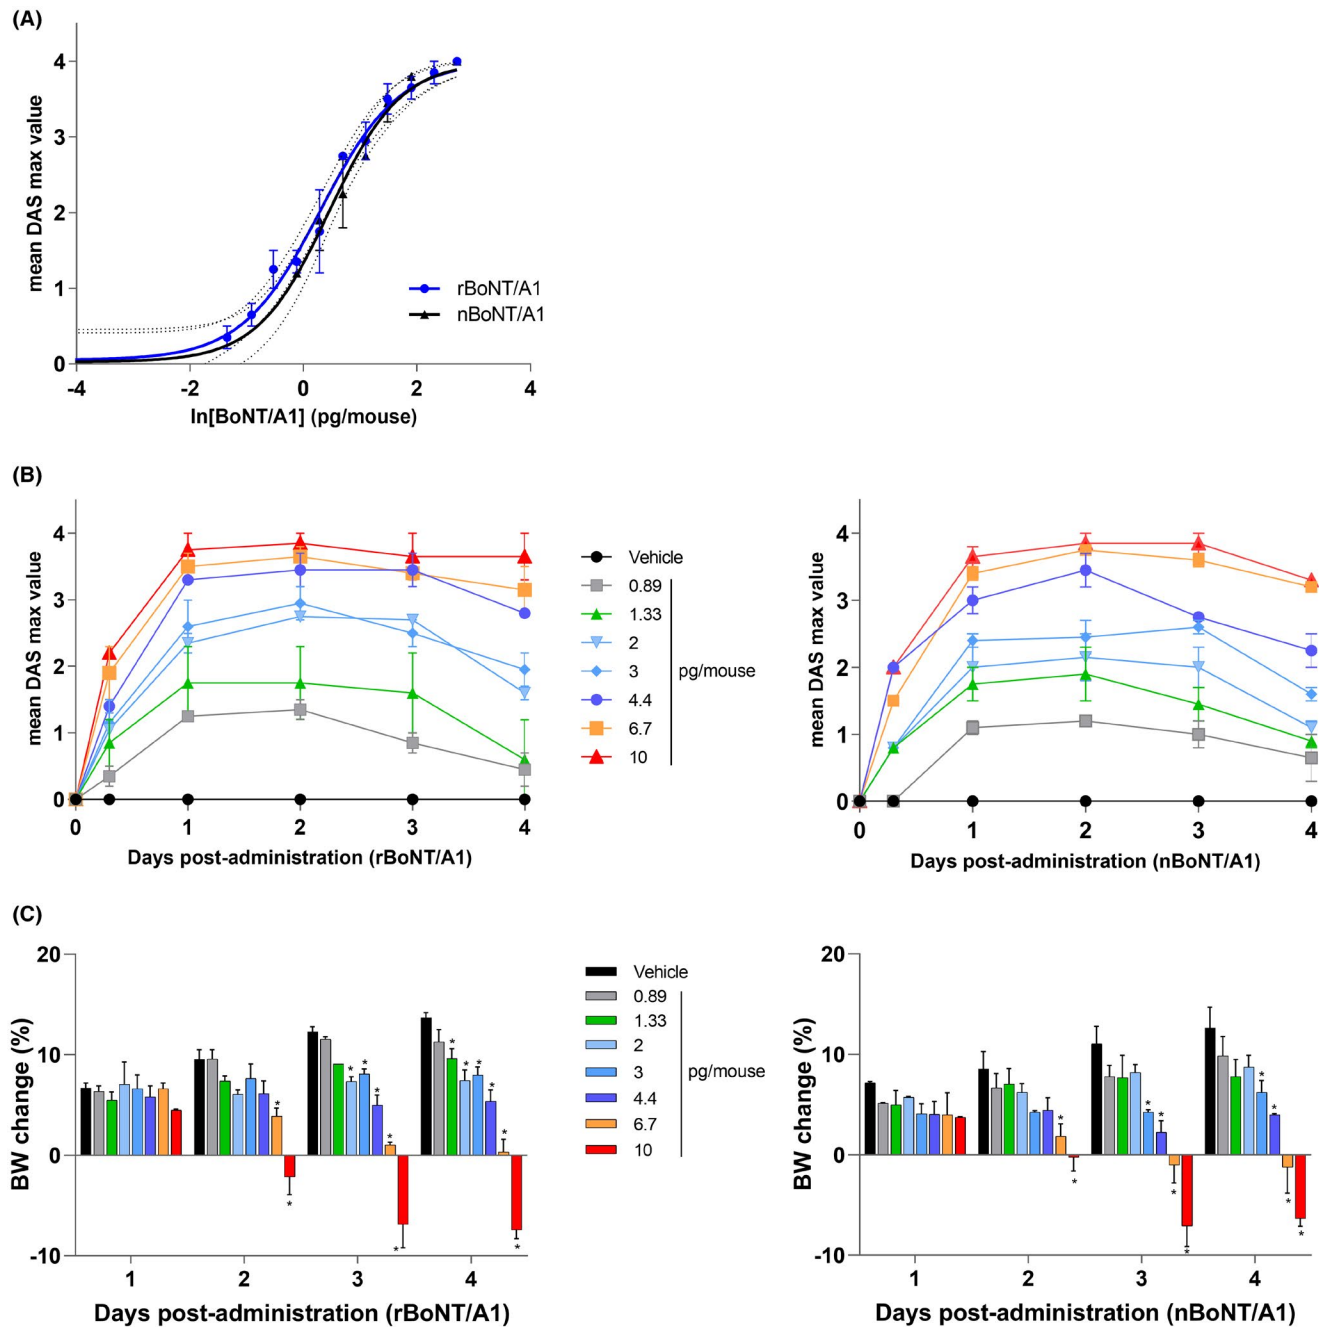 (A)
mean DAS max value
4
3
2
1
0
-4 -2 0 2 4
ln[BoNT/A1] (pg/mouse)
rBoNT/A1
nBoNT/A1
(B)
mean DAS max value
4
3
2
1
0
0 1 2 3 4
Days post-administration (rBoNT/A1)
Vehicle
0.89
1.33
2
3
4.4
6.7
10
pg/mouse
mean DAS max value
4
3
2
1
0
0 1 2 3 4
Days post-administration (nBoNT/A1)
(C)
BW change (%)
20
10
0
-10
* * * * * * * * * * * * * *
1 2 3 4
Days post-administration (rBoNT/A1)
Vehicle
0.89
1.33
2
3
4.4
6.7
10
pg/mouse
BW change (%)
20
10
0
-10
* * * * * * * * * *
1 2 3 4
Days post-administration (nBoNT/A1)